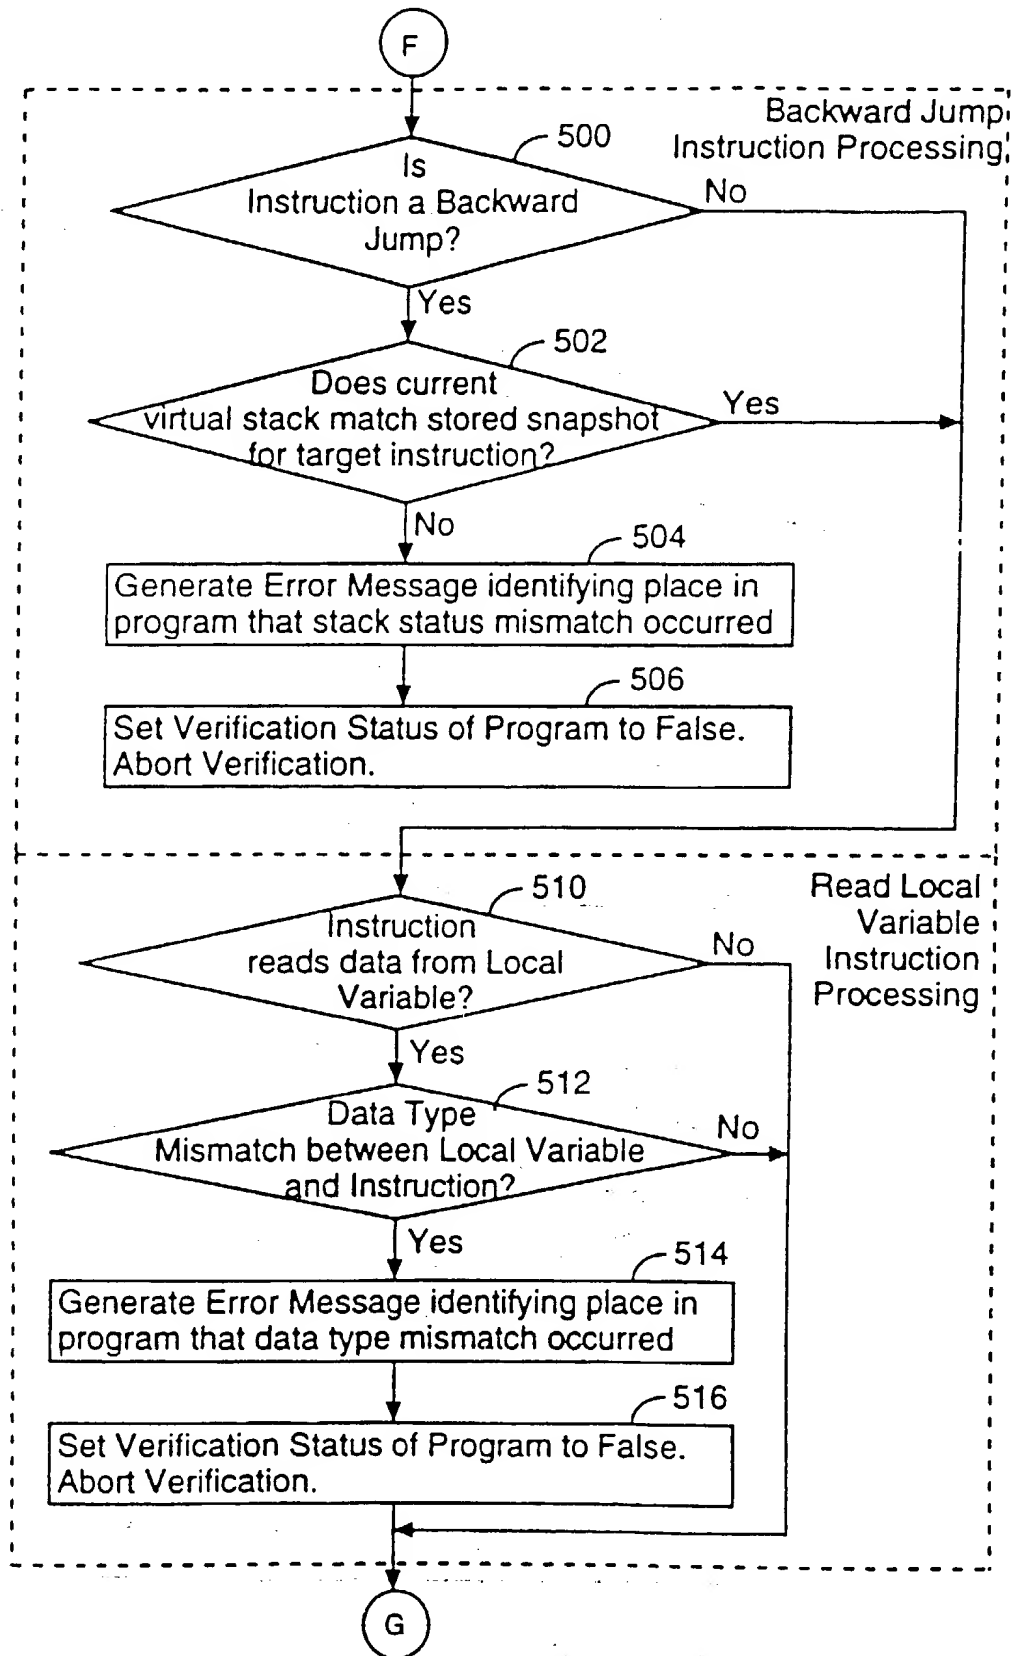 F
Backward Jump
Instruction Processing
500
Is
Instruction a Backward
Jump?
No
Yes
502
Does current
virtual stack match stored snapshot
for target instruction?
Yes
No
504
Generate Error Message identifying place in
program that stack status mismatch occurred
506
Set Verification Status of Program to False.
Abort Verification.
Read Local
Variable
Instruction
Processing
510
Instruction
reads data from Local
Variable?
No
Yes
512
Data Type
Mismatch between Local Variable
and Instruction?
No
Yes
514
Generate Error Message identifying place in
program that data type mismatch occurred
516
Set Verification Status of Program to False.
Abort Verification.
G